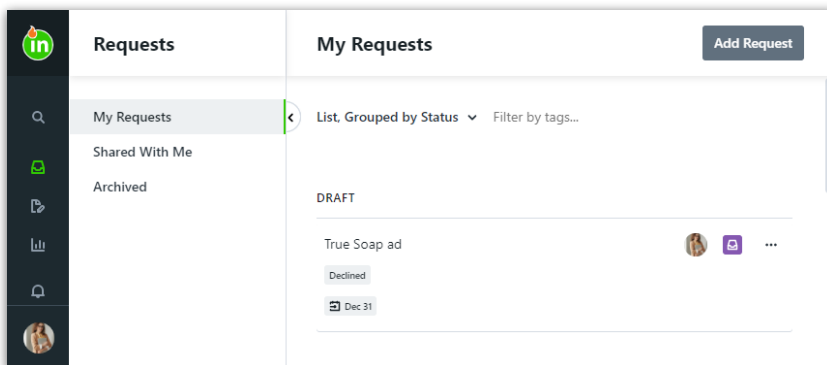 in
Requests
My Requests
Add Request
My Requests
Shared With Me
Archived
List, Grouped by Status
Filter by tags...
DRAFT
True Soap ad
Declined
Dec 31